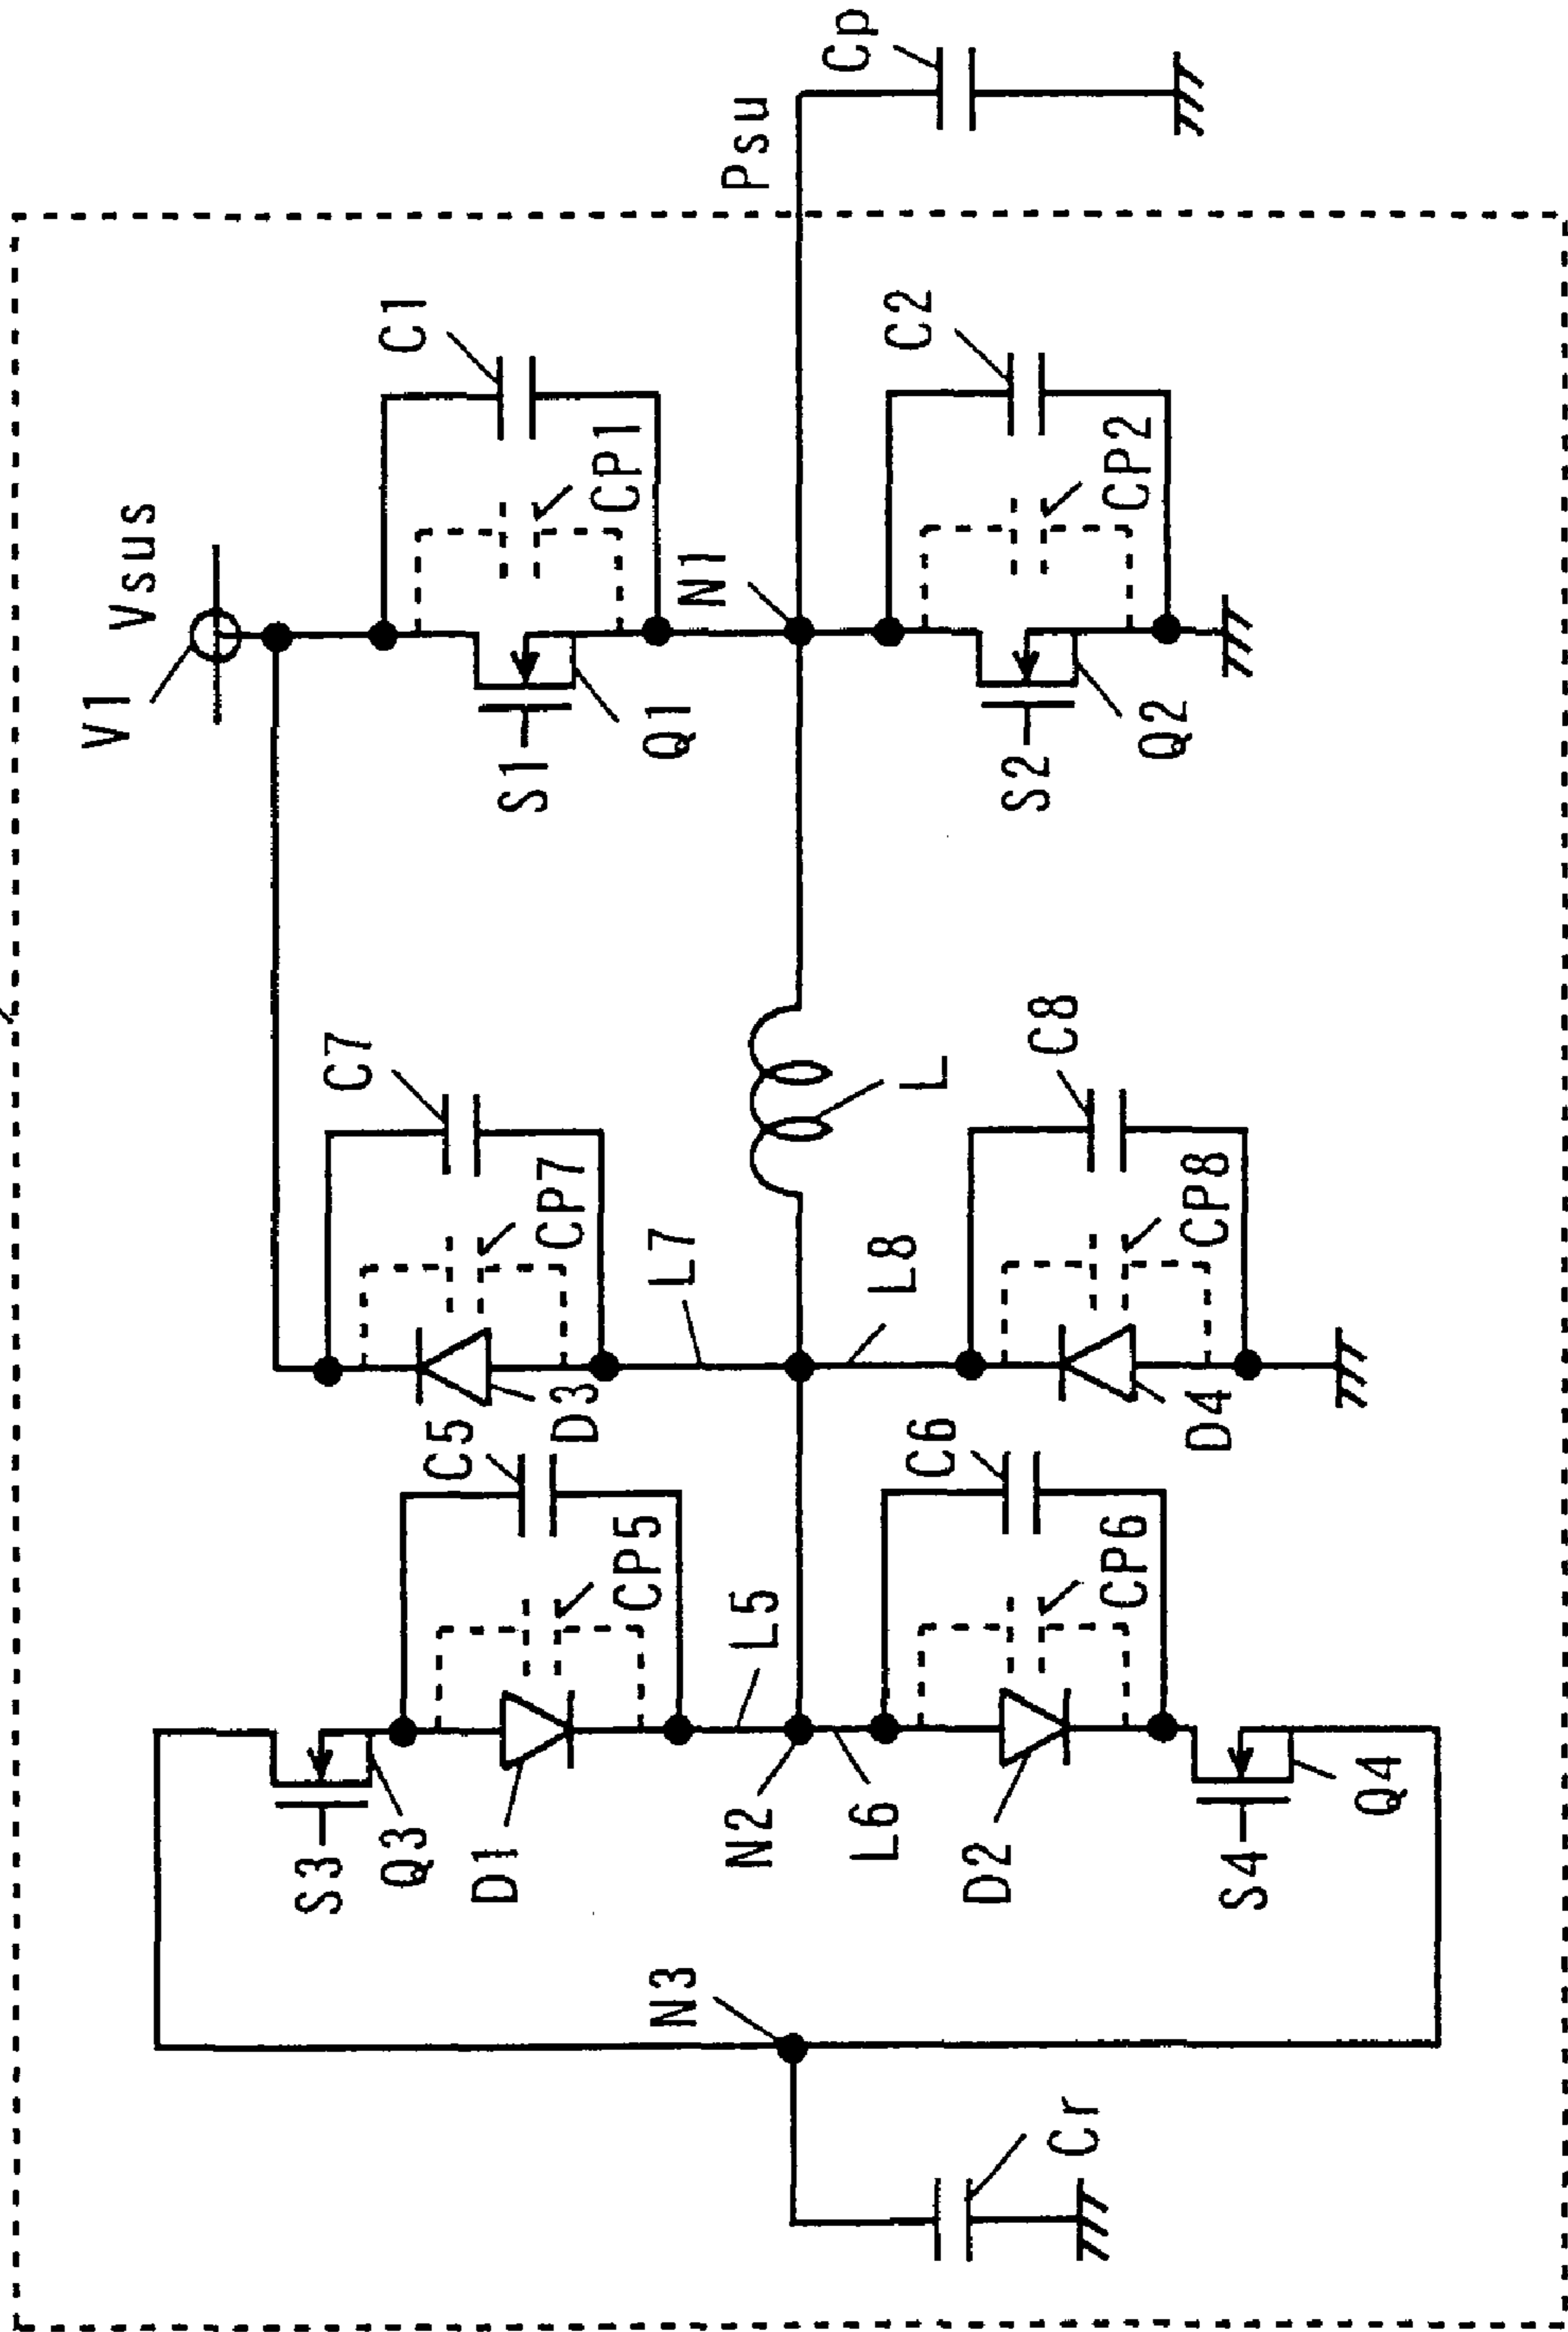 V1
Vsus
S1
Q1
C1
CP1
N1
Psu
Cp
S2
Q2
C2
CP2
C7
CP7
D3
L7
L
L8
C8
CP8
D4
S3
Q3
C5
CP5
D1
L5
N2
L6
C6
CP6
D2
S4
Q4
N3
Cr